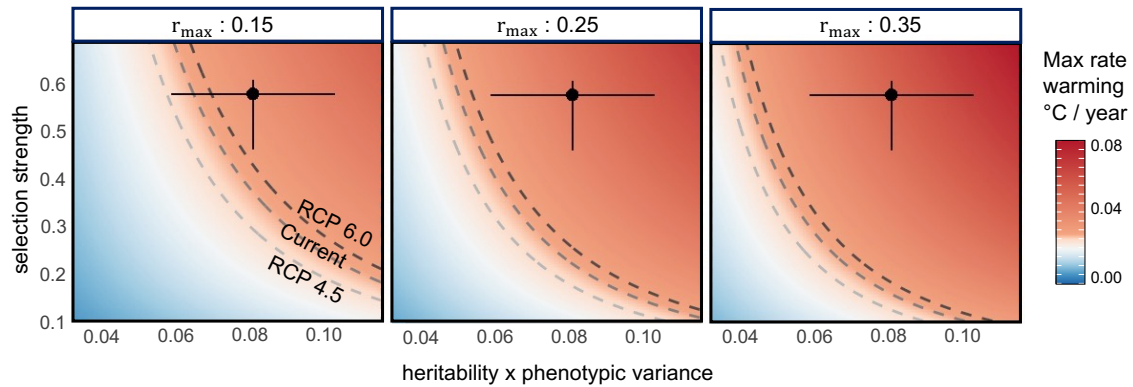 r_max : 0.15
r_max : 0.25
r_max : 0.35
Max rate
warming
°C / year
0.08
0.04
0.00
selection strength
0.6
0.5
0.4
0.3
0.2
0.1
RCP 6.0
Current
RCP 4.5
0.04 0.06 0.08 0.10
0.04 0.06 0.08 0.10
0.04 0.06 0.08 0.10
heritability x phenotypic variance